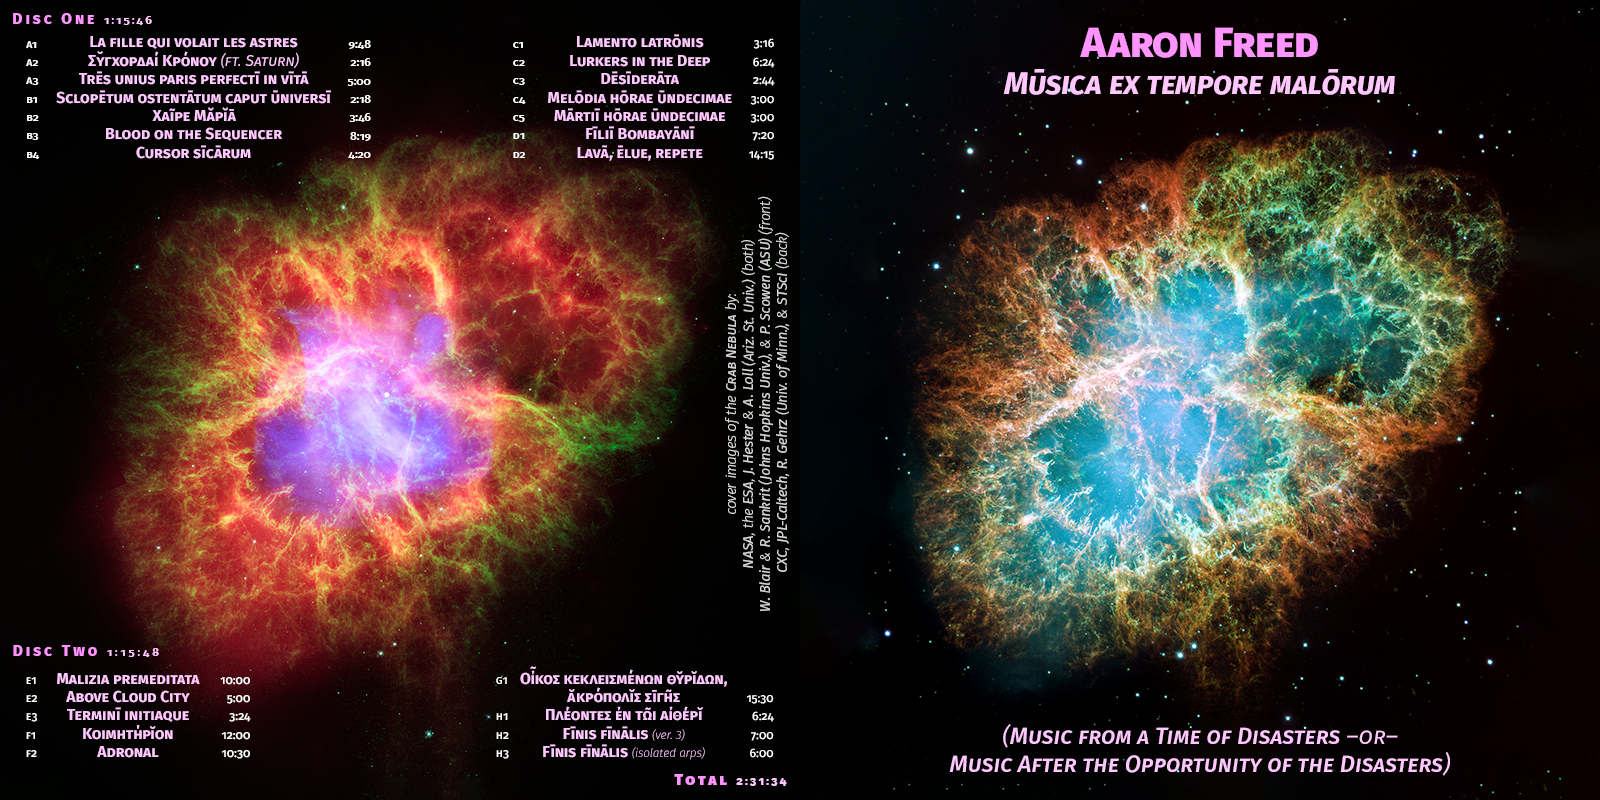 Disc One 1:15:46
A1 La fille qui volait les astres 9:48
A2 Σῠγχορδαί Κρόνου (ft. Saturn) 2:16
A3 Trēs unius paris perfectī in vītā 5:00
B1 Sclopētum ostentātum caput ūniversī 2:18
B2 Χαῖρε Μᾰρῐᾱ 3:46
B3 Blood on the Sequencer 8:19
B4 Cursor sīcārum 4:20
C1 Lamento latrōnis 3:16
C2 Lurkers in the Deep 6:24
C3 Dēsīderāta 2:44
C4 Melōdia hōrae ūndecimae 3:00
C5 Mārtiī hōrae ūndecimae 3:00
D1 Fīliī Bombayānī 7:20
D2 Lavā, ēlue, repete 14:15
cover images of the Crab Nebula by:
NASA, the ESA, J. Hester & A. Loll (Ariz. St. Univ.) (both)
W. Blair & R. Sankrit (Johns Hopkins Univ.), & P. Scowen (ASU) (front)
CXC, JPL-Caltech, R. Gehrz (Univ. of Minn.), & STScI (back)
Disc Two 1:15:48
E1 Malizia premeditata 10:00
E2 Above Cloud City 5:00
E3 Terminī initiaque 3:24
F1 Κοιμητήρῐον 12:00
F2 Adronal 10:30
G1 Οἶκος κεκλεισμένων θῠρῐ́δων,
ᾰ̓κρόπολῐς σῑγῆς 15:30
H1 Πλέοντες ἐν τῶι αἰθέρῐ 6:24
H2 Fīnis fīnālis (ver. 3) 7:00
H3 Fīnis fīnālis (isolated arps) 6:00
Total 2:31:34
Aaron Freed
Mūsica ex tempore malōrum
(Music from a Time of Disasters –or–
Music After the Opportunity of the Disasters)